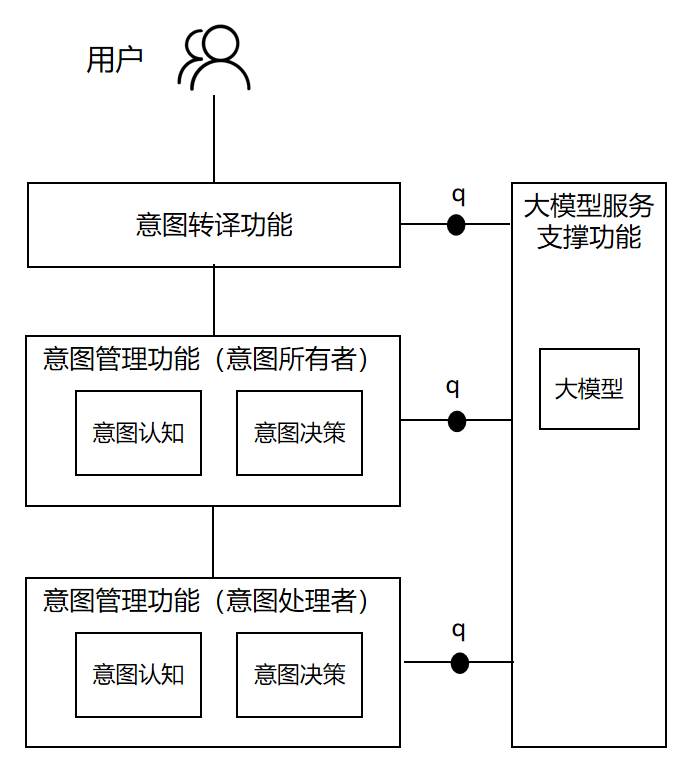 用户
意图转译功能
q
大模型服务
支撑功能
意图管理功能（意图所有者）
意图认知
意图决策
q
大模型
意图管理功能（意图处理者）
意图认知
意图决策
q